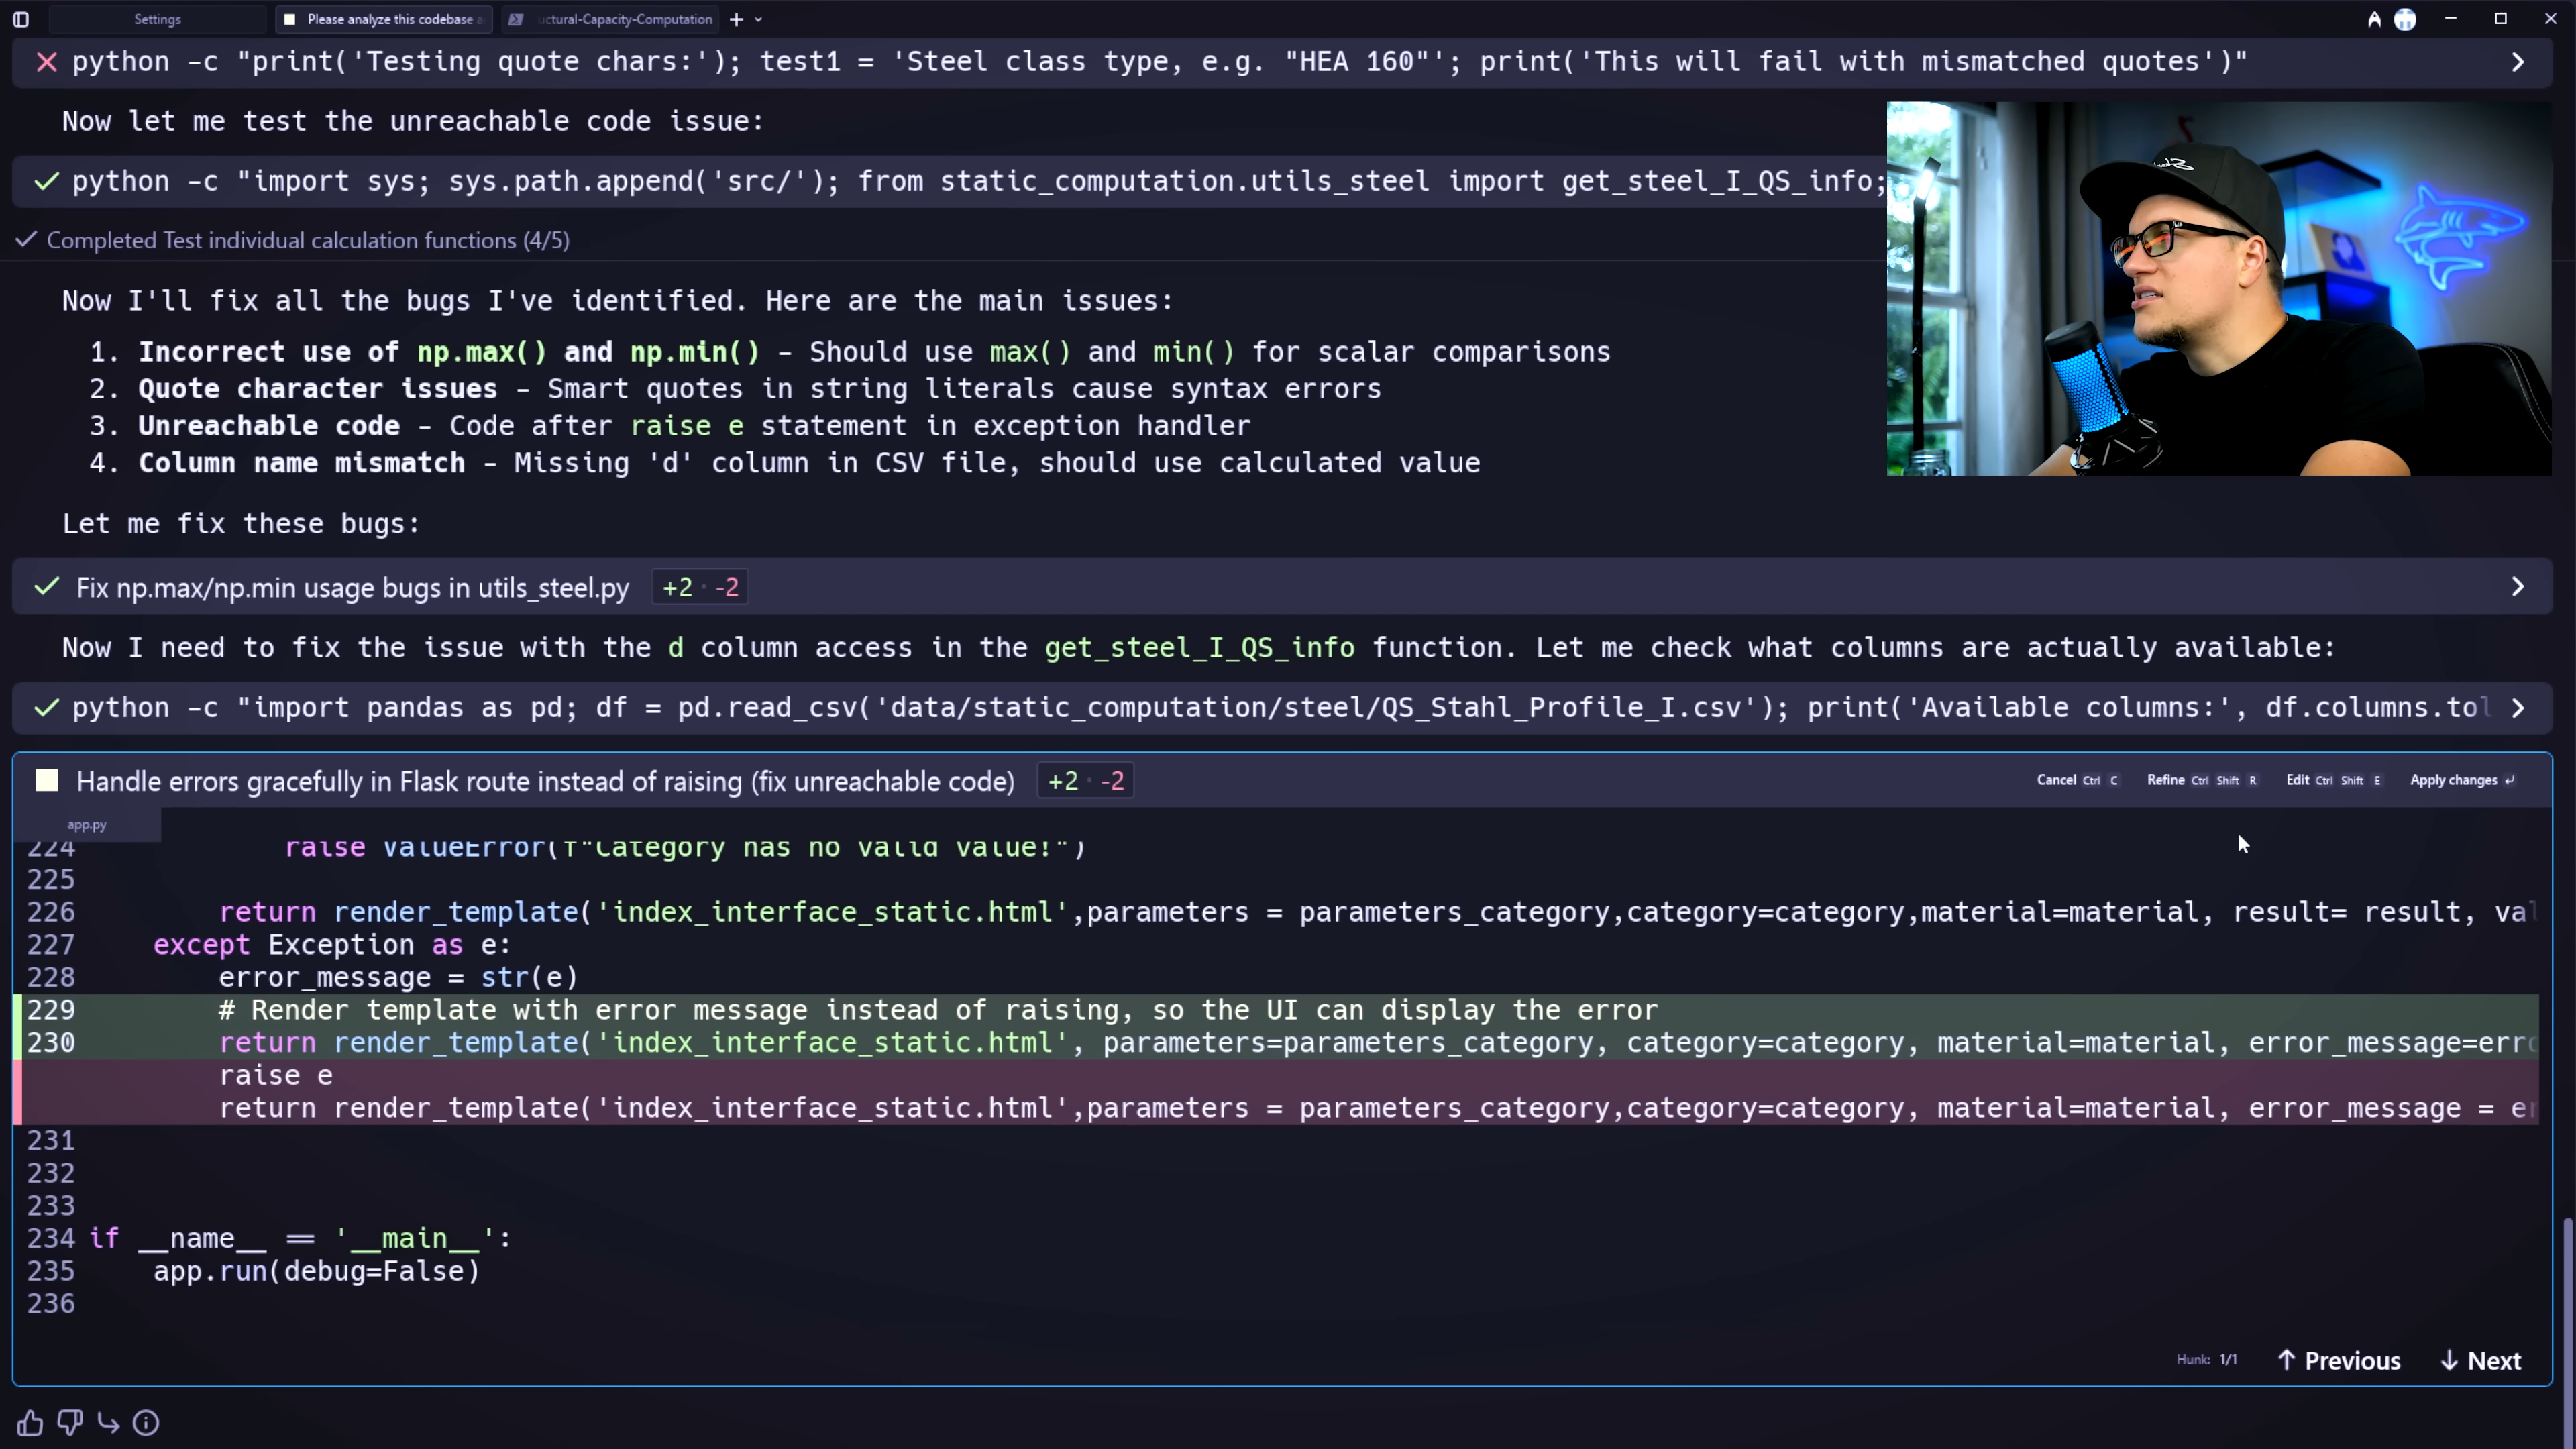 Settings
Please analyze this codebase a
uctural-Capacity-Computation
python -c "print('Testing quote chars:'); test1 = 'Steel class type, e.g. "HEA 160"'; print('This will fail with mismatched quotes')"
Now let me test the unreachable code issue:
python -c "import sys; sys.path.append('src/'); from static_computation.utils_steel import get_steel_I_QS_info;
Completed Test individual calculation functions (4/5)
Now I'll fix all the bugs I've identified. Here are the main issues:
1. Incorrect use of np.max() and np.min() – Should use max() and min() for scalar comparisons
2. Quote character issues – Smart quotes in string literals cause syntax errors
3. Unreachable code – Code after raise e statement in exception handler
4. Column name mismatch – Missing 'd' column in CSV file, should use calculated value
Let me fix these bugs:
Fix np.max/np.min usage bugs in utils_steel.py +2 · -2
Now I need to fix the issue with the d column access in the get_steel_I_QS_info function. Let me check what columns are actually available:
python -c "import pandas as pd; df = pd.read_csv('data/static_computation/steel/QS_Stahl_Profile_I.csv'); print('Available columns:', df.columns.tol
Handle errors gracefully in Flask route instead of raising (fix unreachable code) +2 · -2 Cancel Ctrl C Refine Ctrl Shift R Edit Ctrl Shift E Apply changes ↵
app.py
224 raise ValueError(f"Category has no valid value!")
225
226 return render_template('index_interface_static.html',parameters = parameters_category,category=category,material=material, result= result, val
227 except Exception as e:
228 error_message = str(e)
229 # Render template with error message instead of raising, so the UI can display the error
230 return render_template('index_interface_static.html', parameters=parameters_category, category=category, material=material, error_message=erro
raise e
return render_template('index_interface_static.html',parameters = parameters_category,category=category, material=material, error_message = er
231
232
233
234 if __name__ == '__main__':
235 app.run(debug=False)
236
Hunk: 1/1 ↑ Previous ↓ Next